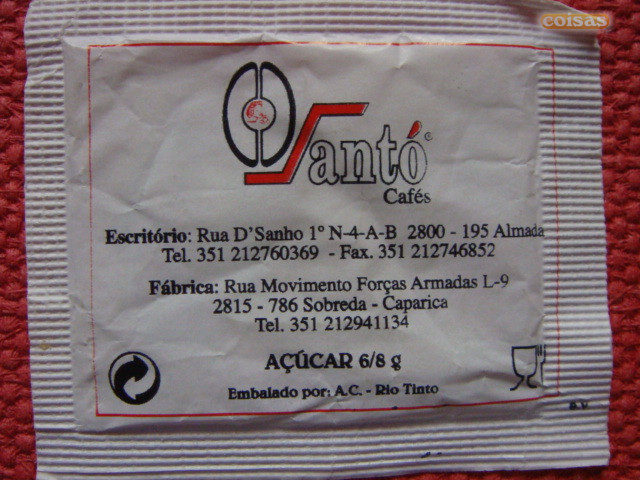 coisas
Santó®
Cafés
Escritório: Rua D'Sanho 1º N-4-A-B 2800 - 195 Almada
Tel. 351 212760369 - Fax. 351 212746852
Fábrica: Rua Movimento Forças Armadas L-9
2815 - 786 Sobreda - Caparica
Tel. 351 212941134
AÇÚCAR 6/8 g
Embalado por: A.C. - Rio Tinto